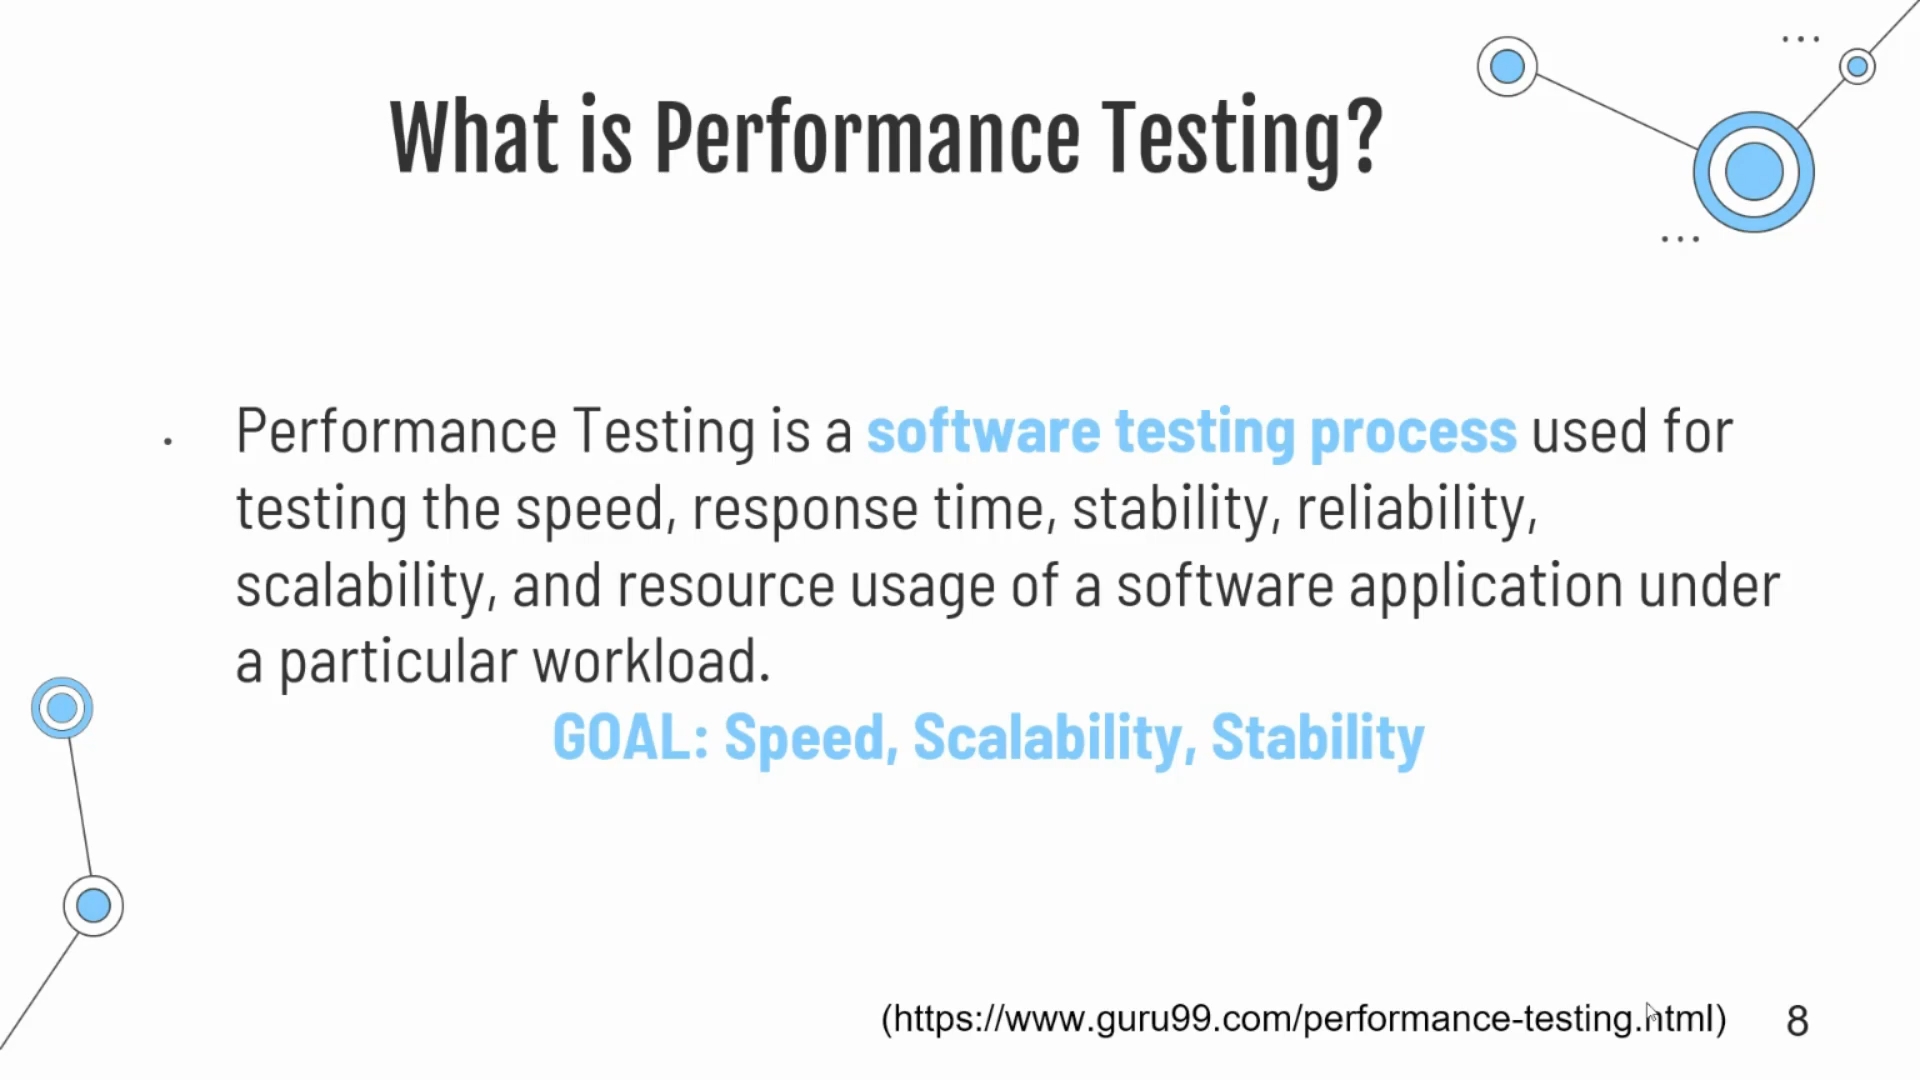 What is Performance Testing?
• Performance Testing is a software testing process used for
testing the speed, response time, stability, reliability,
scalability, and resource usage of a software application under
a particular workload.
GOAL: Speed, Scalability, Stability
(https://www.guru99.com/performance-testing.html)
8